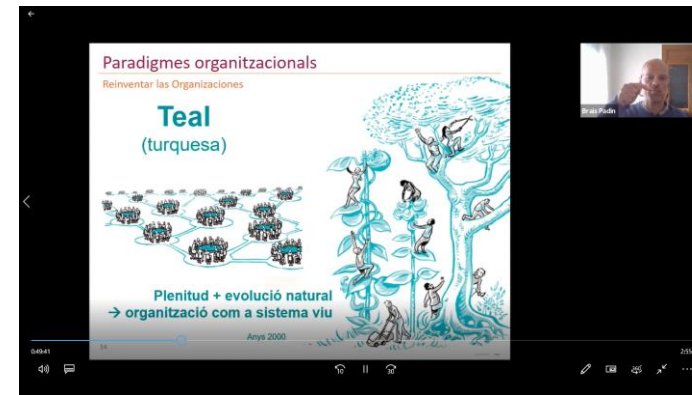 Paradigmes organitzacionals
Reinventar las Organizaciones
Teal
(turquesa)
Plenitud + evolució natural
→ organització com a sistema viu
Anys 2000
34
Brais Padin
0:49:41
2:55
10
30